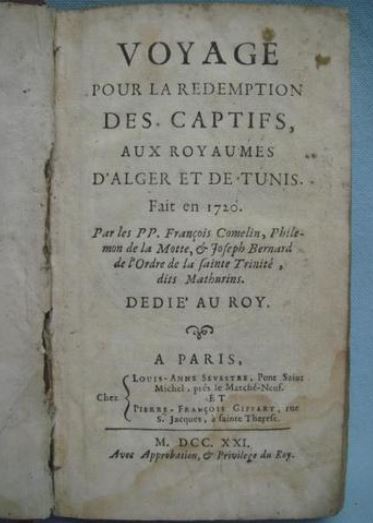 VOYAGE
POUR LA REDEMPTION
DES CAPTIFS,
AUX ROYAUMES
D'ALGER ET DE TUNIS.
Fait en 1720.
Par les PP. François Comelin, Phile-
mon de la Motte, & Joseph Bernard
de l'Ordre de la sainte Trinité,
dits Mathurins.
DEDIE' AU ROY.
A PARIS,
Chez
LOUIS-ANNE SEVESTRE, Pont Saint
Michel, prés le Marché-Neuf.
ET
PIERRE-FRANÇOIS GIFFART, rue
S. Jacques, à sainte Therese.
M. DCC. XXI.
Avec Approbation, & Privilege du Roy.